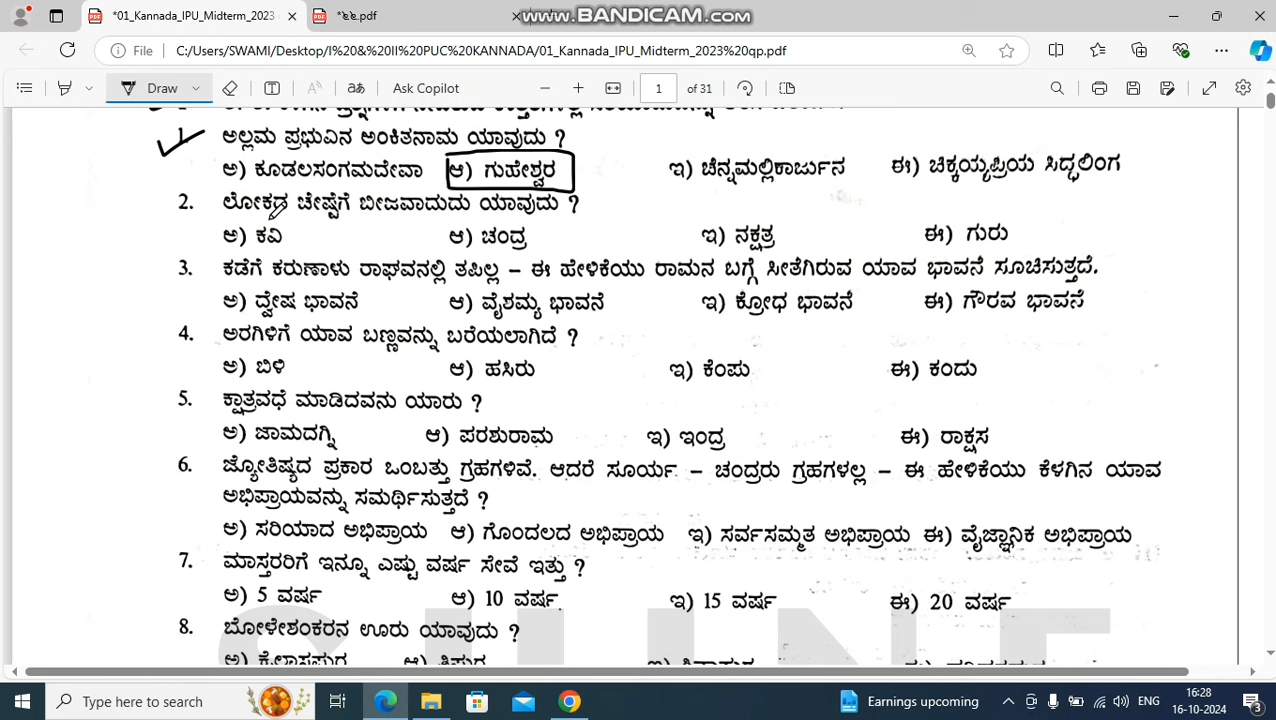 *01_Kannada_IPU_Midterm_2023
*೬೬.pdf
www.BANDICAM.com
File C:/Users/SWAMI/Desktop/I%20&%20II%20PUC%20KANNADA/01_Kannada_IPU_Midterm_2023%20qp.pdf
Draw Ask Copilot 1 of 31
1. ಅಲ್ಲಮ ಪ್ರಭುವಿನ ಅಂಕಿತನಾಮ ಯಾವುದು ?
ಅ) ಕೂಡಲಸಂಗಮದೇವಾ ಆ) ಗುಹೇಶ್ವರ ಇ) ಚೆನ್ನಮಲ್ಲಿಕಾರ್ಜುನ ಈ) ಚಿಕ್ಕಯ್ಯಪ್ರಿಯ ಸಿದ್ಧಲಿಂಗ
2. ಲೋಕದ ಚೇಷ್ಟೆಗೆ ಬೀಜವಾದುದು ಯಾವುದು ?
ಅ) ಕವಿ ಆ) ಚಂದ್ರ ಇ) ನಕ್ಷತ್ರ ಈ) ಗುರು
3. ಕಡೆಗೆ ಕರುಣಾಳು ರಾಘವನಲ್ಲಿ ತಪಿಲ್ಲ – ಈ ಹೇಳಿಕೆಯು ರಾಮನ ಬಗ್ಗೆ ಸೀತೆಗಿರುವ ಯಾವ ಭಾವನೆ ಸೂಚಿಸುತ್ತದೆ.
ಅ) ದ್ವೇಷ ಭಾವನೆ ಆ) ವೈಶಮ್ಯ ಭಾವನೆ ಇ) ಕ್ರೋಧ ಭಾವನೆ ಈ) ಗೌರವ ಭಾವನೆ
4. ಅರಗಿಳಿಗೆ ಯಾವ ಬಣ್ಣವನ್ನು ಬರೆಯಲಾಗಿದೆ ?
ಅ) ಬಿಳಿ ಆ) ಹಸಿರು ಇ) ಕೆಂಪು ಈ) ಕಂದು
5. ಕ್ಷಾತ್ರವಧೆ ಮಾಡಿದವನು ಯಾರು ?
ಅ) ಜಾಮದಗ್ನಿ ಆ) ಪರಶುರಾಮ ಇ) ಇಂದ್ರ ಈ) ರಾಕ್ಷಸ
6. ಜ್ಯೋತಿಷ್ಯದ ಪ್ರಕಾರ ಒಂಬತ್ತು ಗ್ರಹಗಳಿವೆ. ಆದರೆ ಸೂರ್ಯ – ಚಂದ್ರರು ಗ್ರಹಗಳಲ್ಲ – ಈ ಹೇಳಿಕೆಯು ಕೆಳಗಿನ ಯಾವ
ಅಭಿಪ್ರಾಯವನ್ನು ಸಮರ್ಥಿಸುತ್ತದೆ ?
ಅ) ಸರಿಯಾದ ಅಭಿಪ್ರಾಯ ಆ) ಗೊಂದಲದ ಅಭಿಪ್ರಾಯ ಇ) ಸರ್ವಸಮ್ಮತ ಅಭಿಪ್ರಾಯ ಈ) ವೈಜ್ಞಾನಿಕ ಅಭಿಪ್ರಾಯ
7. ಮಾಸ್ತರರಿಗೆ ಇನ್ನೂ ಎಷ್ಟು ವರ್ಷ ಸೇವೆ ಇತ್ತು ?
ಅ) 5 ವರ್ಷ ಆ) 10 ವರ್ಷ ಇ) 15 ವರ್ಷ ಈ) 20 ವರ್ಷ
8. ಬೋಳೇಶಂಕರನ ಊರು ಯಾವುದು ?
ಅ) ಕೈಲಾಸಪುರ ಆ) ತ್ರಿಪುರ ಇ) ಶಿವಾಪುರ
Type here to search Earnings upcoming ENG 16:28
16-10-2024 3